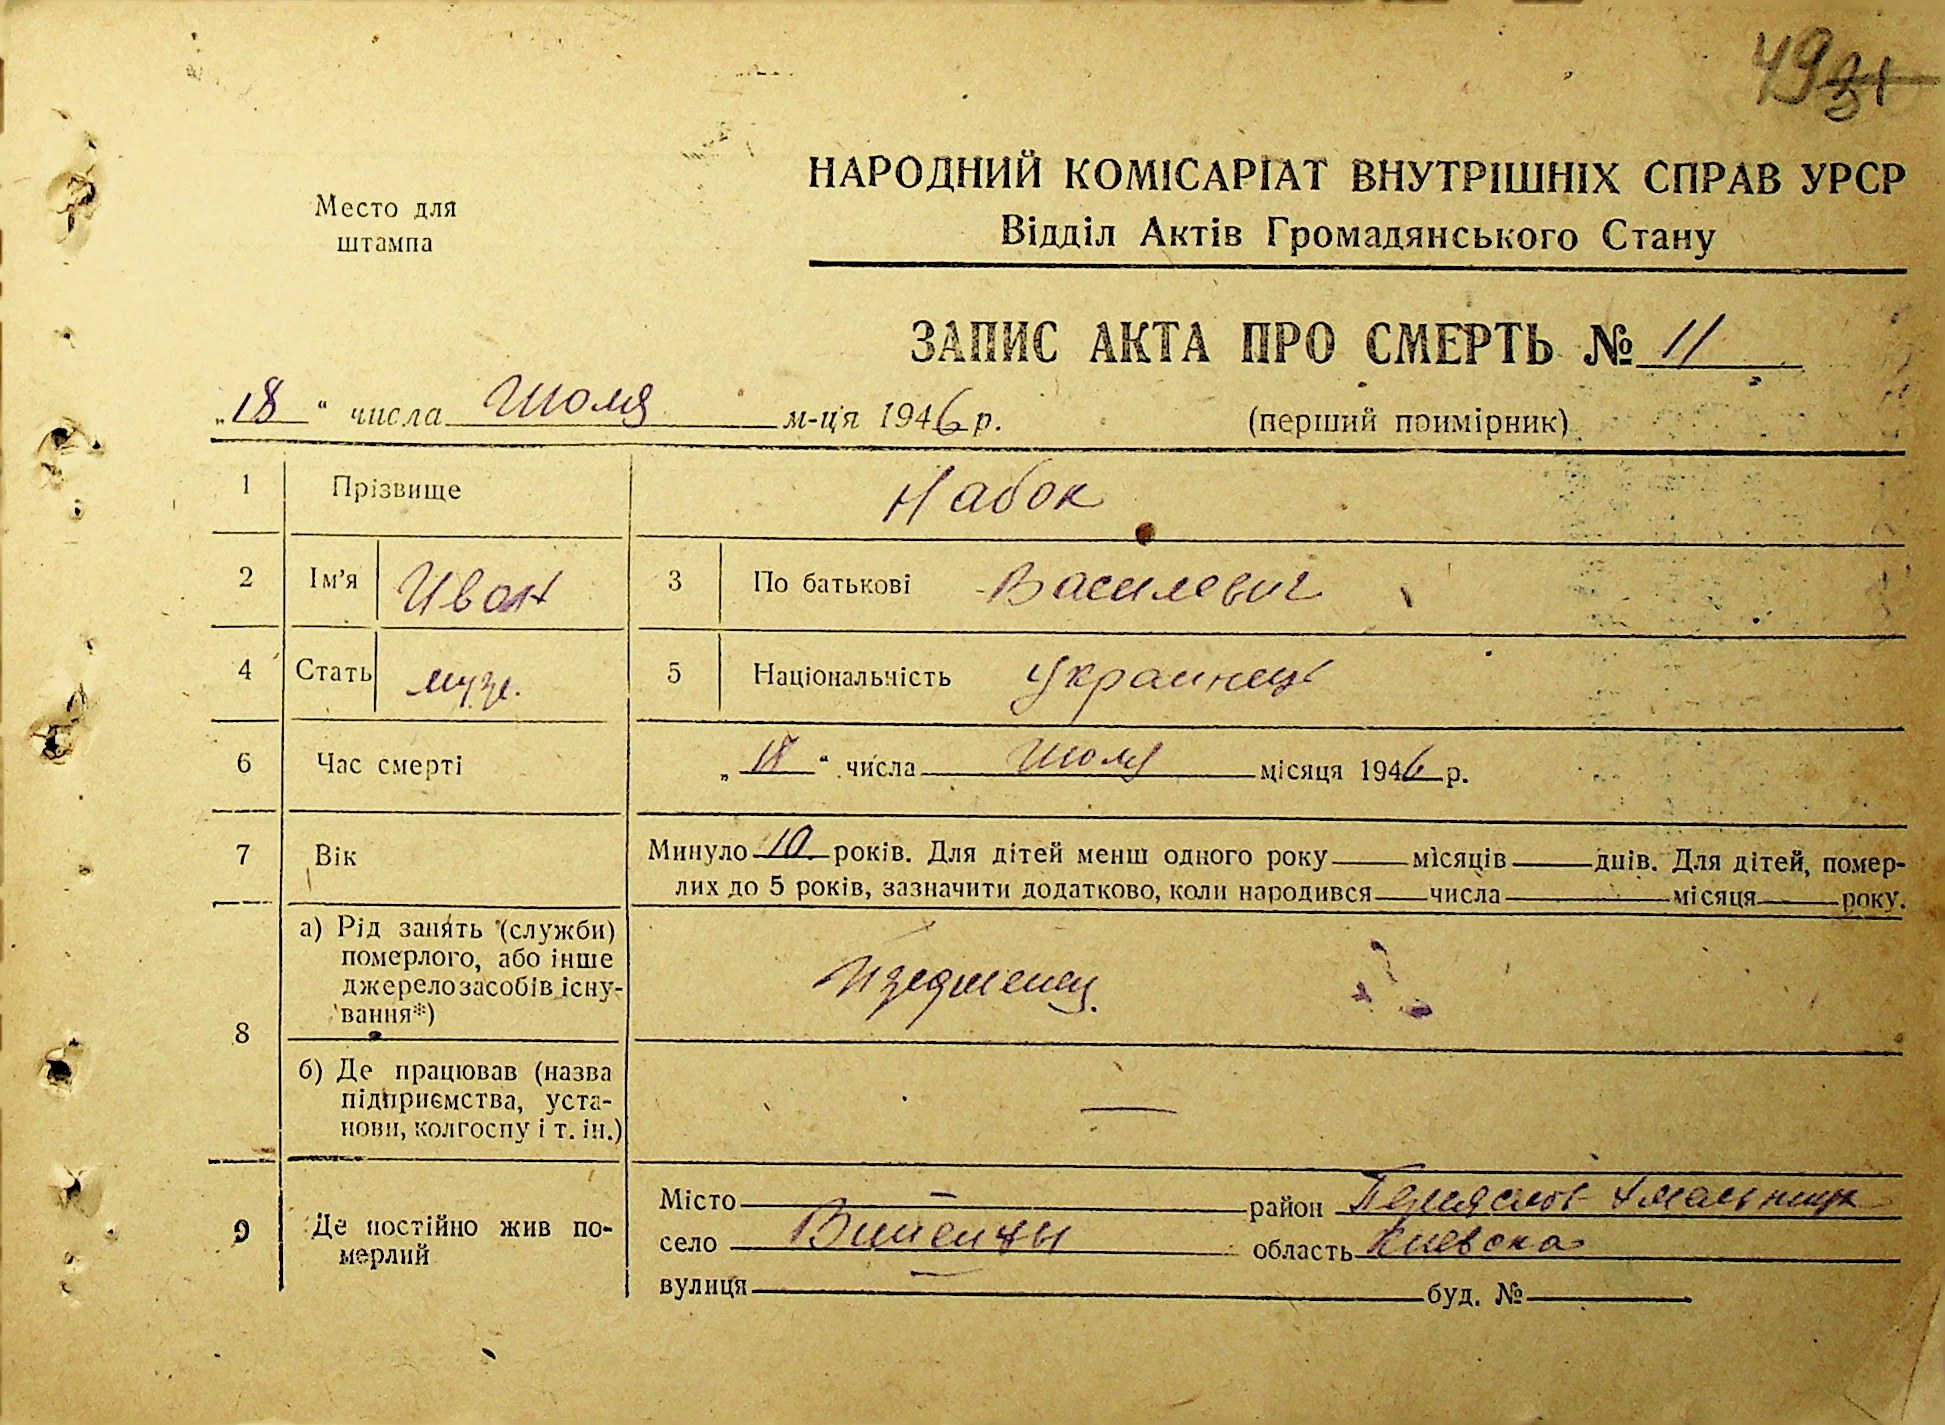 49 31
Место для
штампа
НАРОДНИЙ КОМІСАРІАТ ВНУТРІШНІХ СПРАВ УРСР
Відділ Актів Громадянського Стану
ЗАПИС АКТА ПРО СМЕРТЬ № 11
„18“ числа Июля м-ця 1946 р. (перший примірник)
1 Прізвище Набок
2 Ім'я Иван 3 По батькові Василевич
4 Стать муж. 5 Національність Украинець
6 Час смерті „18“ числа Июля місяця 1946 р.
7 Вік Минуло 10 років. Для дітей менш одного року місяців днів. Для дітей, помер-
лих до 5 років, зазначити додатково, коли народився числа місяця року.
8 а) Рід занять (служби)
померлого, або інше
джерело засобів існу-
вання*)
Иждивенец
б) Де працював (назва
підприємства, уста-
нови, колгоспу і т. ін.) —
9 Де постійно жив по-
мерлий
Місто — район Переяслов
село область Киевска
вулиця — буд. №